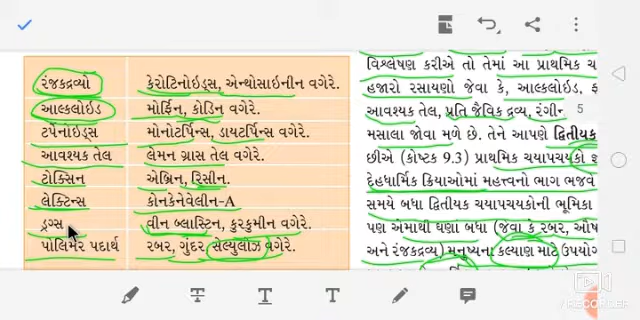 રંજકદ્રવ્યો કેરોટિનોઇડ્સ, એન્થોસાઇનીન વગેરે.
આલ્કલોઇડ મોર્ફિન, કોડિન વગેરે.
ટર્પેનોઇડ્સ મોનોટર્પિન્સ, ડાયટર્પિન્સ વગેરે.
આવશ્યક તેલ લેમન ગ્રાસ તેલ વગેરે.
ટોક્સિન એબ્રિન, રિસીન.
લેક્ટિન્સ કોનકેનેવેલીન-A
ડ્રગ્સ વીન બ્લાસ્ટિન, કુરકુમીન વગેરે.
પોલિમર પદાર્થ રબર, ગુંદર, સેલ્યુલોઝ વગેરે.
વિશ્લેષણ કરીએ તો તેમાં આ પ્રાથમિક ચ
હજારો રસાયણો જેવા કે, આલ્કલોઇડ,
આવશ્યક તેલ, પ્રતિ જૈવિક દ્રવ્ય, રંગીન 5
મસાલા જોવા મળે છે. તેને આપણે દ્વિતીયક
છીએ (કોષ્ટક 9.3) પ્રાથમિક ચયાપચયકો
દેહધાર્મિક ક્રિયાઓમાં મહત્ત્વનો ભાગ ભજવ
સમયે બધા દ્વિતીયક ચયાપચયકોની ભૂમિકા
પણ એમાથી ઘણા બધા (જેવા કે રબર, ઔષ
અને રંજકદ્રવ્ય) મનુષ્યના કલ્યાણ માટે ઉપયોગ
RECORDER